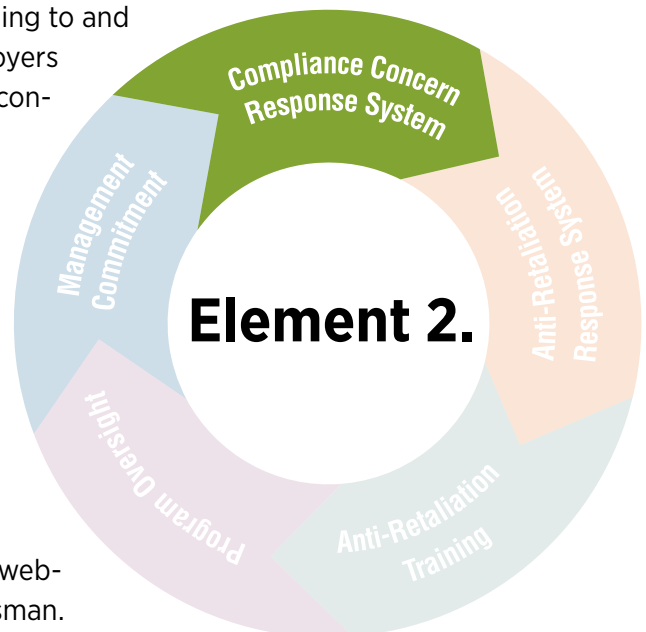 ing to and
oyers
con-
Compliance Concern
Response System
Anti-Retaliation
Response System
Anti-Retaliation
Training
Program Oversight
Management
Commitment
Element 2.
web-
sman.